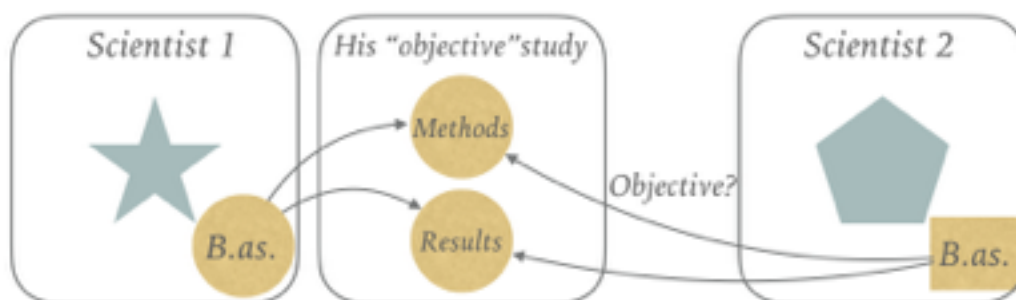 Scientist 1
His “objective”study
Scientist 2
Methods
Objective?
Results
B.as.
B.as.